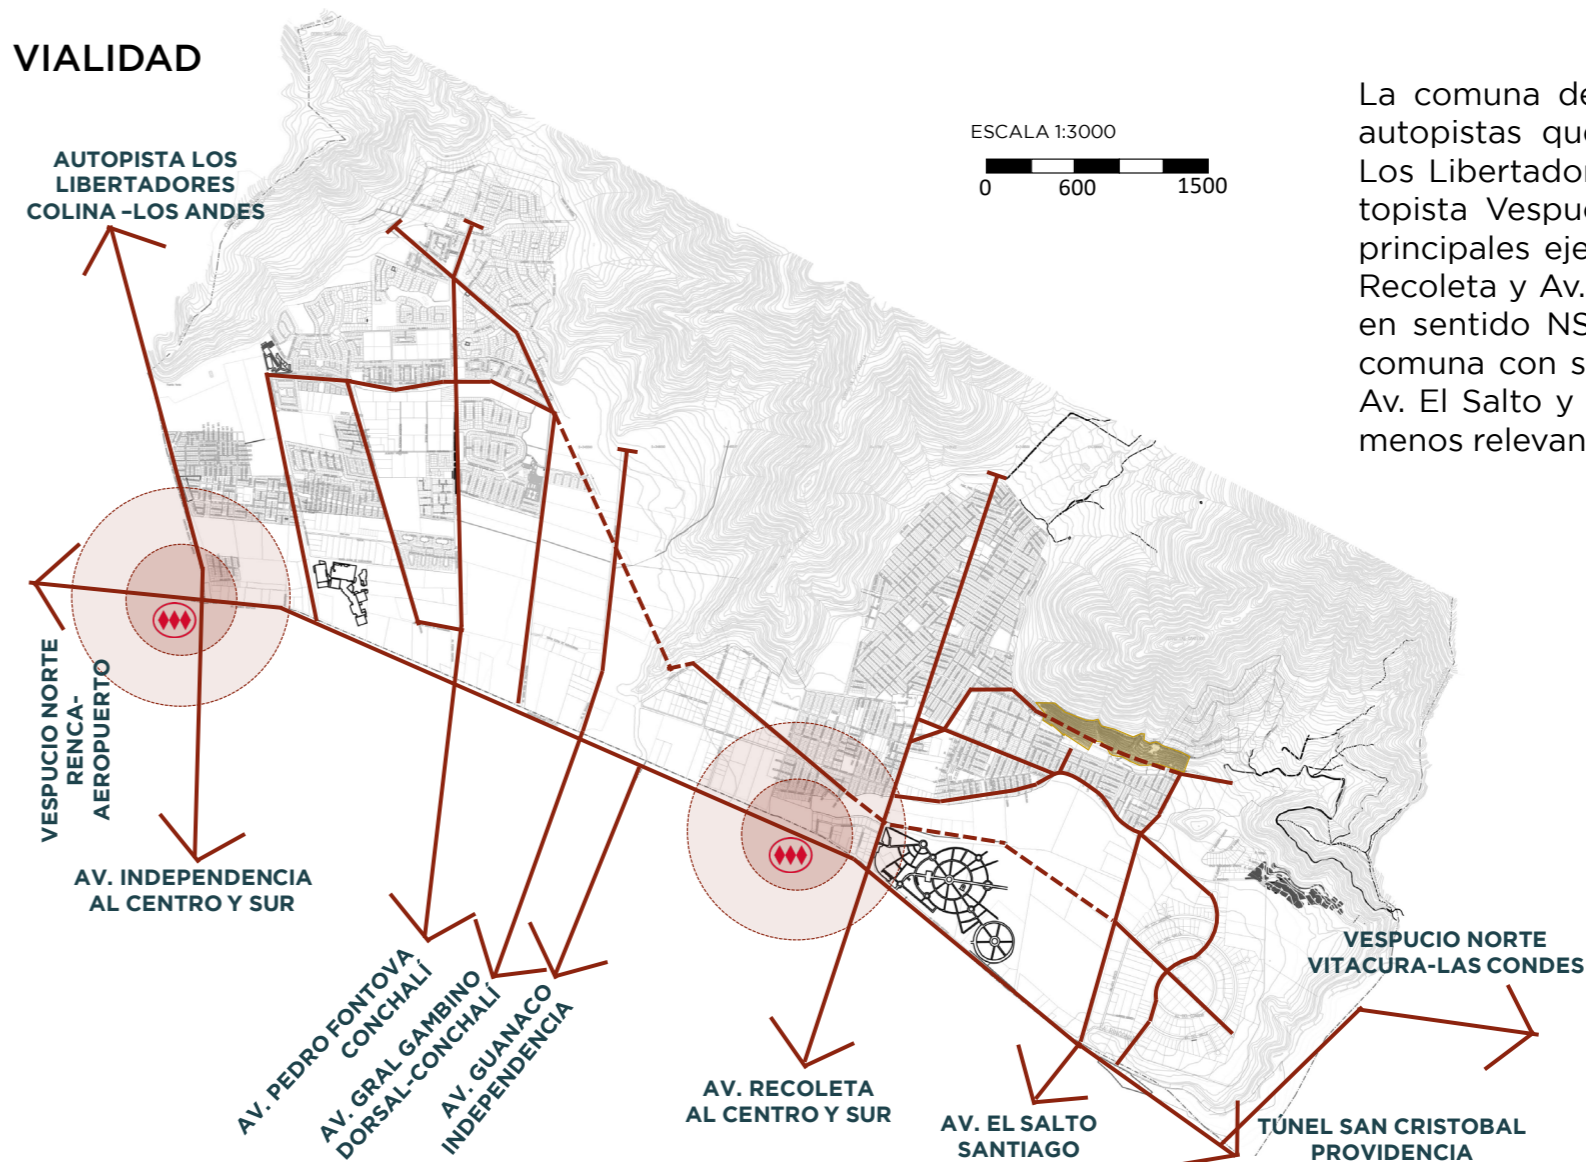 VIALIDAD
AUTOPISTA LOS
LIBERTADORES
COLINA –LOS ANDES
ESCALA 1:3000
0 600 1500
La comuna de
autopistas que
Los Libertador
topista Vespuc
principales eje
Recoleta y Av.
en sentido NS
comuna con s
Av. El Salto y
menos relevan
VESPUCIO NORTE
RENCA-
AEROPUERTO
AV. INDEPENDENCIA
AL CENTRO Y SUR
AV. PEDRO FONTOVA
CONCHALÍ
AV. GRAL GAMBINO
DORSAL-CONCHALÍ
AV. GUANACO
INDEPENDENCIA
AV. RECOLETA
AL CENTRO Y SUR
AV. EL SALTO
SANTIAGO
VESPUCIO NORTE
VITACURA-LAS CONDES
TÚNEL SAN CRISTOBAL
PROVIDENCIA